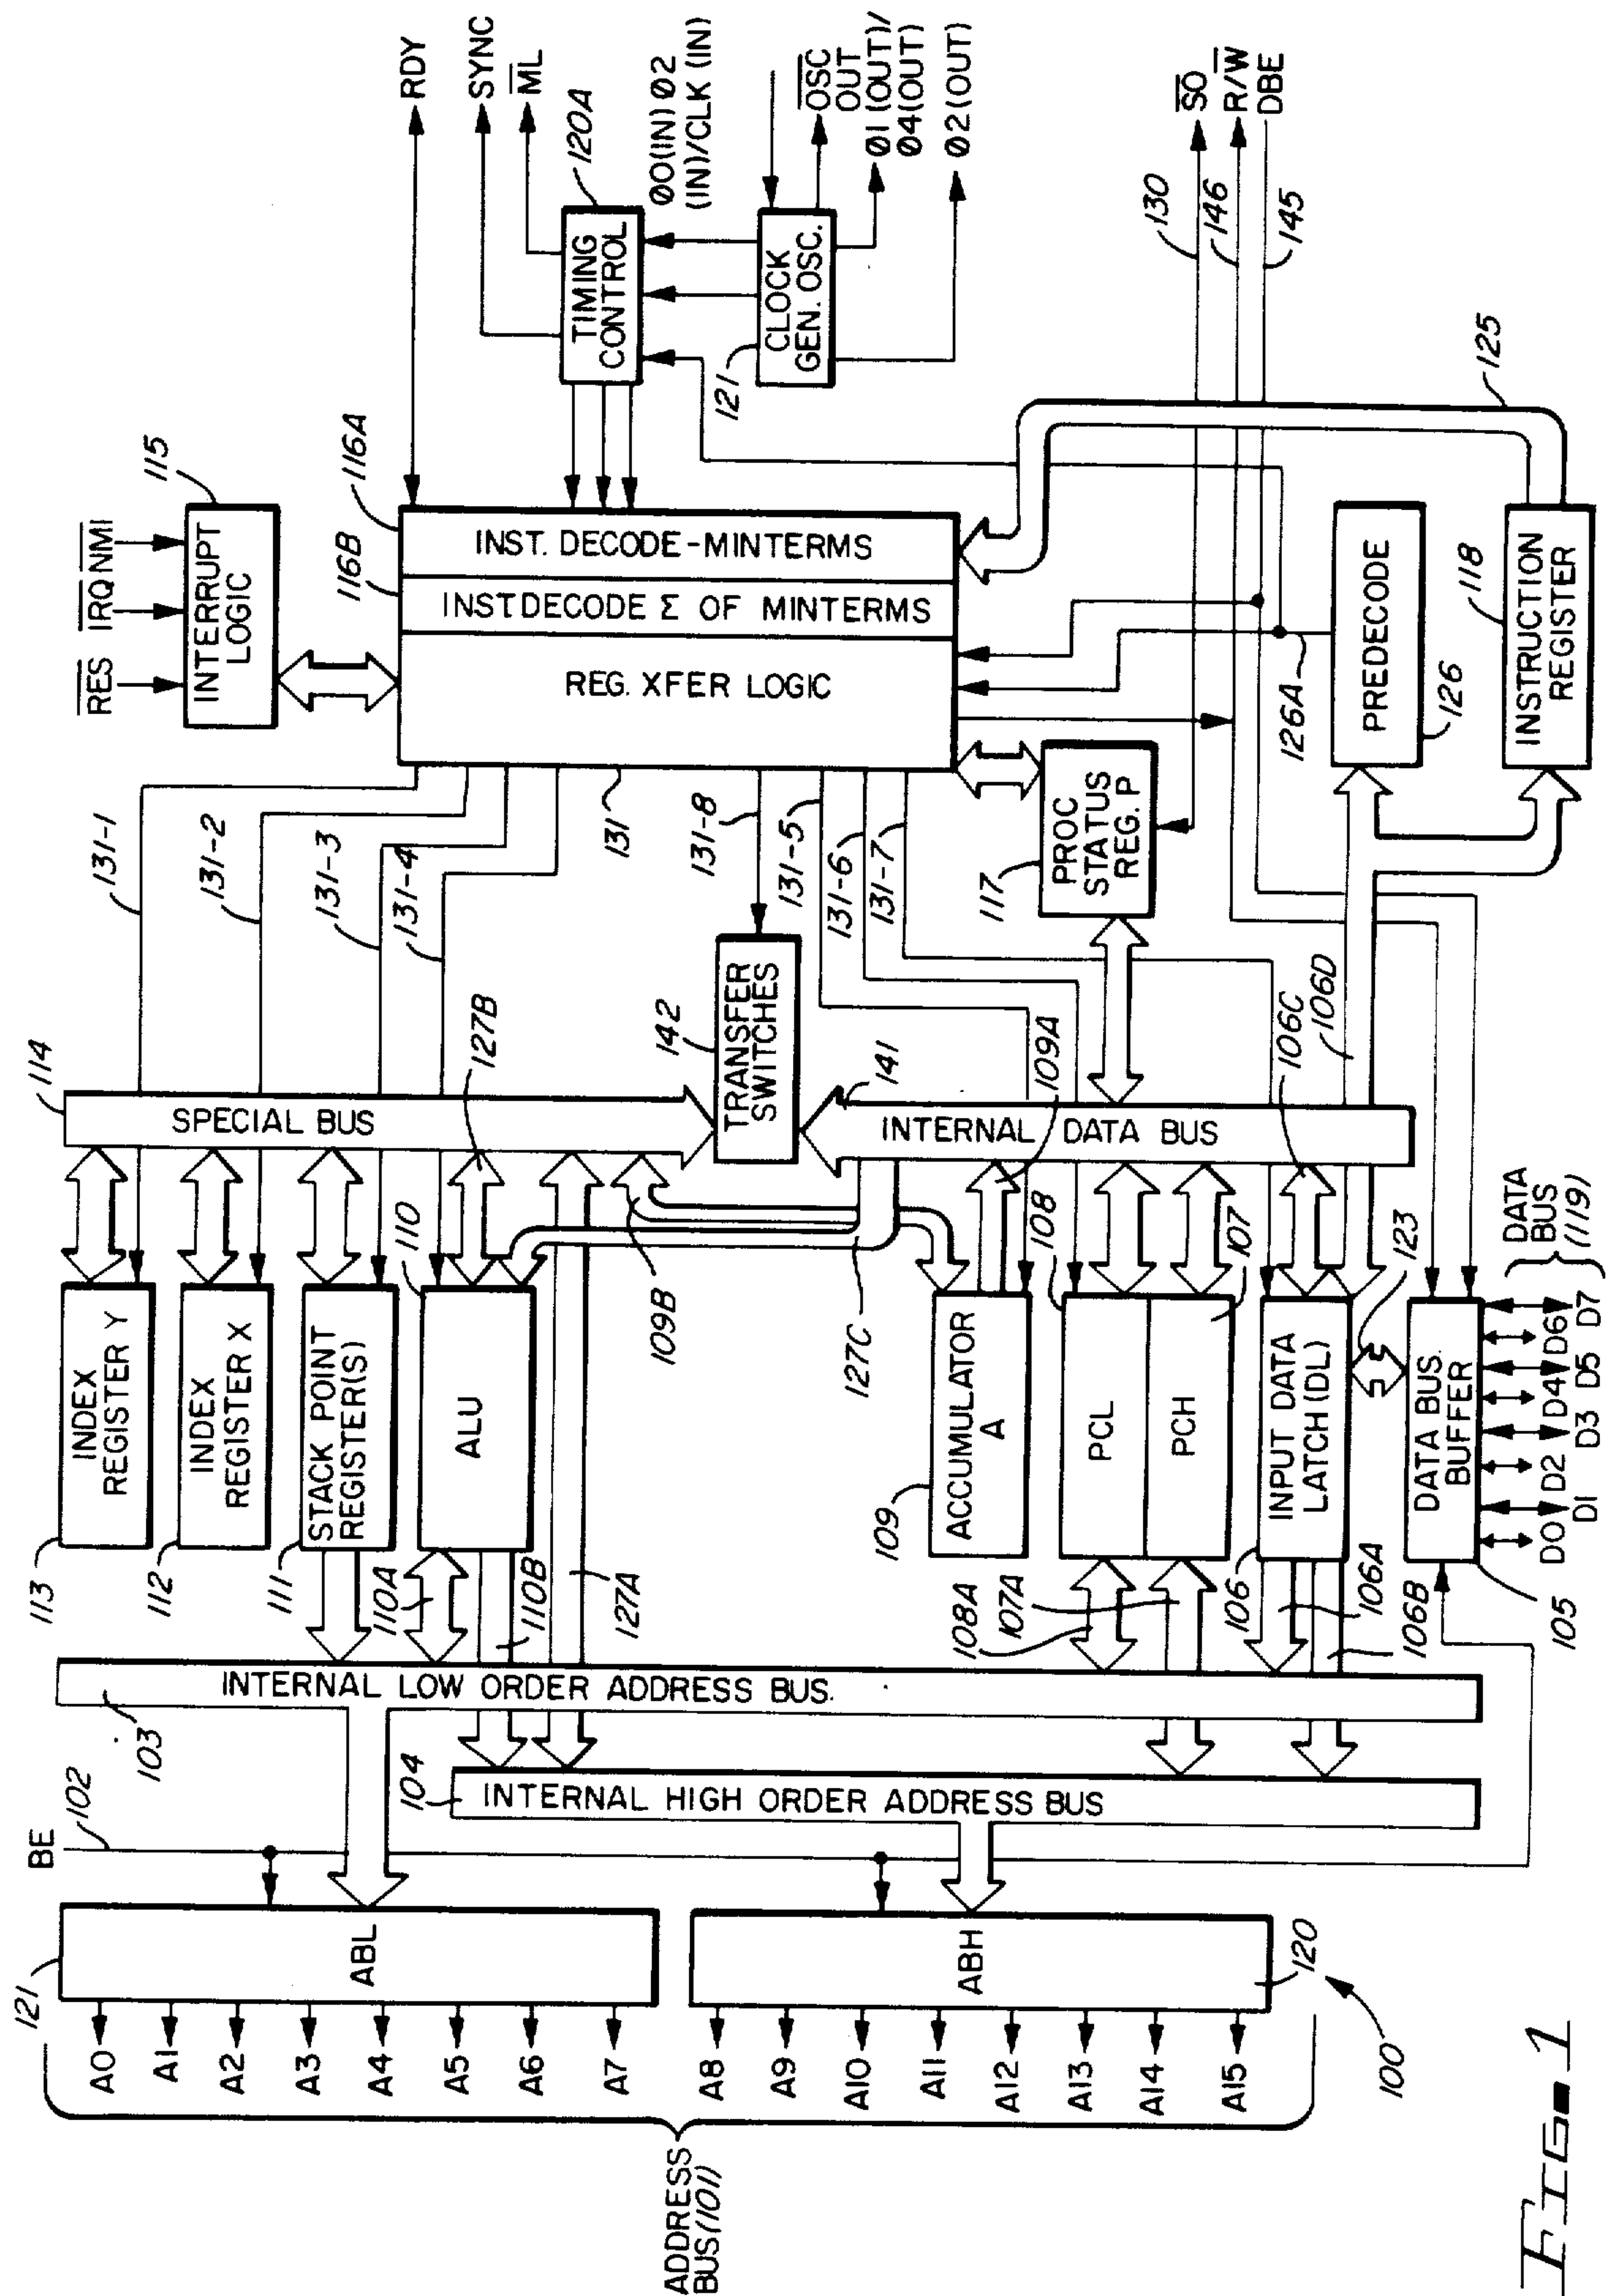 ADDRESS
BUS(101)
A0
A1
A2
A3
A4
A5
A6
A7
A8
A9
A10
A11
A12
A13
A14
A15
121
ABL
ABH
120
100
BE
102
103
INTERNAL LOW ORDER ADDRESS BUS.
104
INTERNAL HIGH ORDER ADDRESS BUS
113
INDEX
REGISTER Y
112
INDEX
REGISTER X
111
STACK POINT
REGISTER(S)
110
ALU
110A
110B
127A
127B
127C
109
ACCUMULATOR
A
109A
109B
108
PCL
108A
107
PCH
107A
106
INPUT DATA
LATCH(DL)
106A
106B
106C
106D
105
DATA BUS.
BUFFER
123
D0
D1
D2
D3
D4
D5
D6
D7
DATA
BUS
(119)
114
SPECIAL BUS
142
TRANSFER
SWITCHES
141
INTERNAL DATA BUS
131-1
131-2
131-3
131-4
131
131-8
131-5
131-6
131-7
117
PROC
STATUS
REG. P
RES
IRQ
NMI
115
INTERRUPT
LOGIC
116B
116A
INST. DECODE-MINTERMS
INST DECODE Σ OF MINTERMS
REG. XFER LOGIC
126A
126
PREDECODE
118
INSTRUCTION
REGISTER
125
RDY
SYNC
ML
120A
TIMING
CONTROL
Ø0(IN) Ø2
(IN)/CLK (IN)
121
CLOCK
GEN. OSC.
OSC
OUT
Ø1 (OUT)/
Ø4(OUT)
Ø2(OUT)
130
146
145
SO
R/W
DBE
FIG. 1